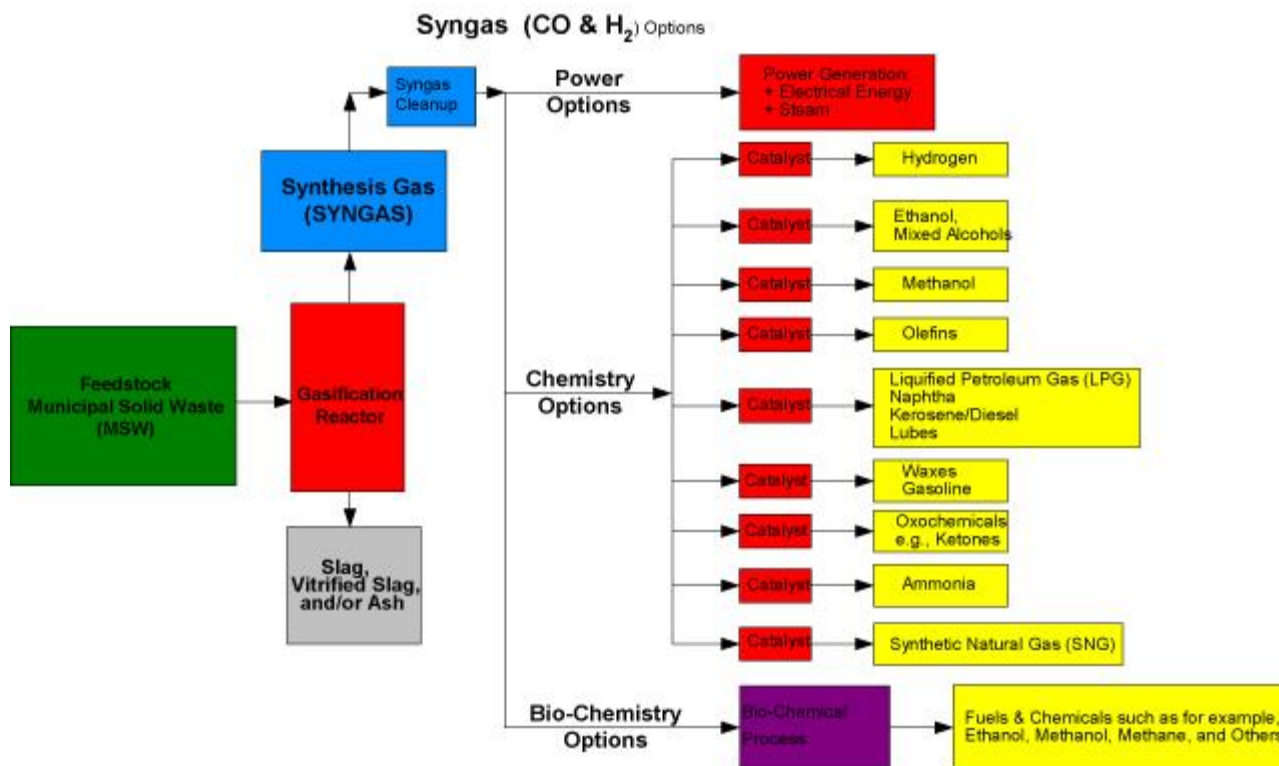 Syngas (CO & H2) Options
Syngas
Cleanup
Power
Options
Power Generation:
+ Electrical Energy
+ Steam
Synthesis Gas
(SYNGAS)
Catalyst
Hydrogen
Catalyst
Ethanol,
Mixed Alcohols
Catalyst
Methanol
Catalyst
Olefins
Feedstock
Municipal Solid Waste
(MSW)
Gasification
Reactor
Chemistry
Options
Catalyst
Liquified Petroleum Gas (LPG)
Naphtha
Kerosene/Diesel
Lubes
Catalyst
Waxes
Gasoline
Catalyst
Oxochemicals
e.g., Ketones
Slag,
Vitrified Slag,
and/or Ash
Catalyst
Ammonia
Catalyst
Synthetic Natural Gas (SNG)
Bio-Chemistry
Options
Bio-Chemical
Process
Fuels & Chemicals such as for example,
Ethanol, Methanol, Methane, and Others